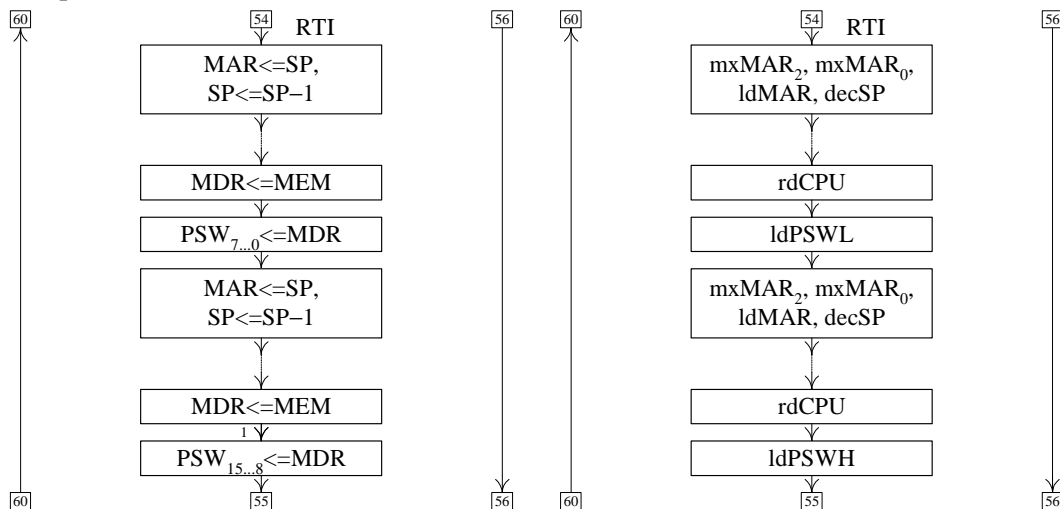 60 54 56 60 54 56
RTI RTI
MAR<=SP,
SP<=SP−1
MDR<=MEM
PSW7...0<=MDR
MAR<=SP,
SP<=SP−1
MDR<=MEM
1
PSW15...8<=MDR
mxMAR2, mxMAR0,
ldMAR, decSP
rdCPU
ldPSWL
mxMAR2, mxMAR0,
ldMAR, decSP
rdCPU
ldPSWH
60 55 56 60 55 56